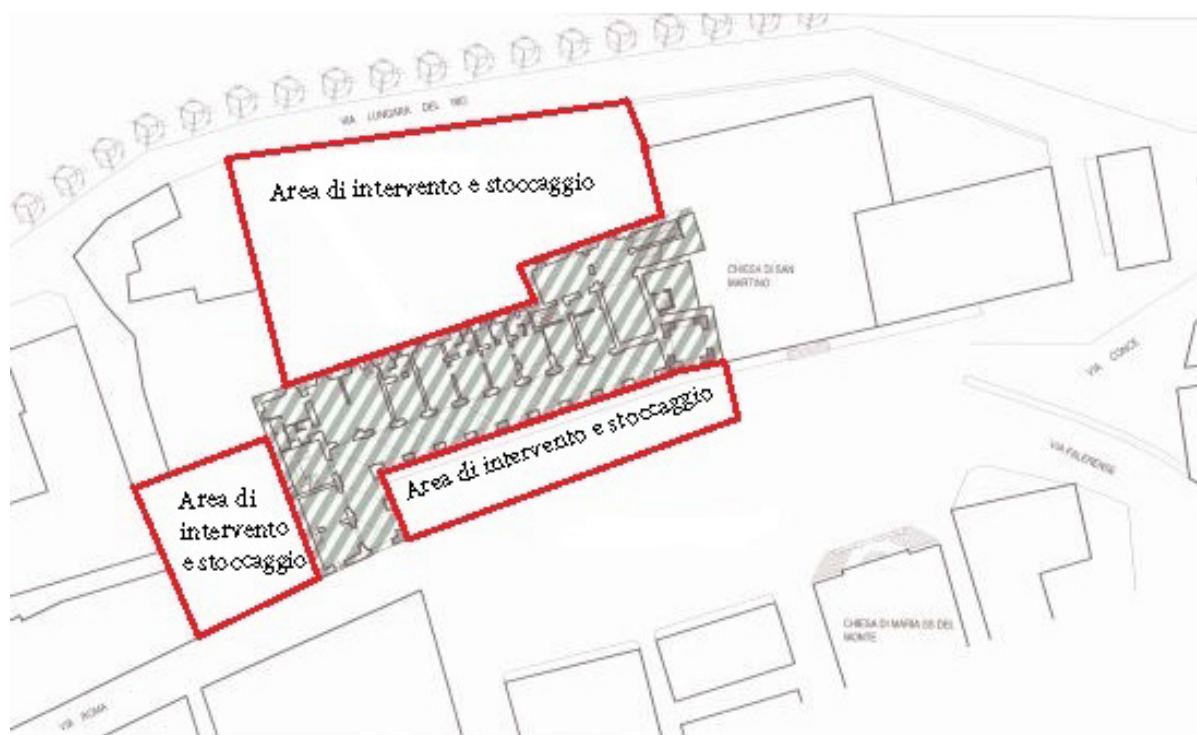 VIA LUNGARA DEL RIO
Area di intervento e stoccaggio
CHIESA DI SAN
MARTINO
VIA CONCE
Area di intervento e stoccaggio
VIA FALERENSE
Area di
intervento
e stoccaggio
CHIESA DI MARIA SS DEL
MONTE
VIA ROMA